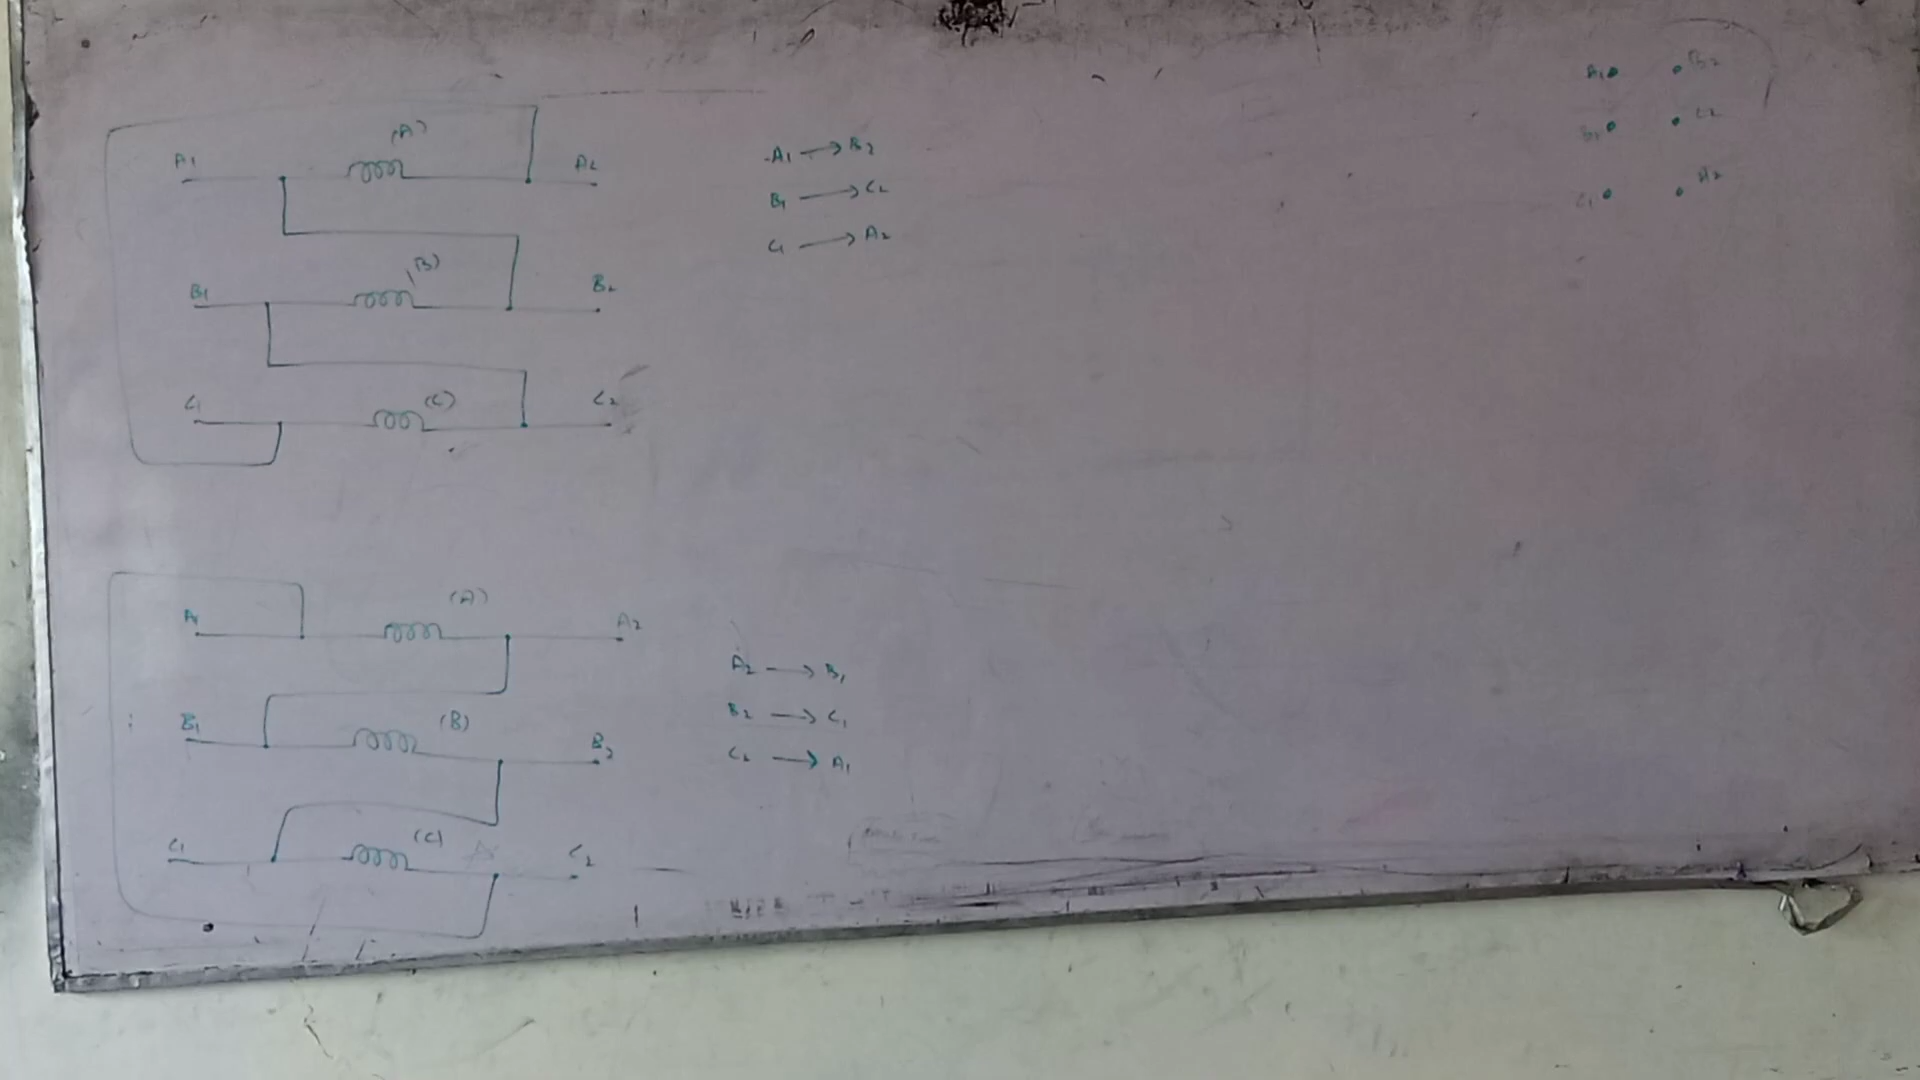 (A)
A1 A2
(B)
B1 B2
(C)
C1 C2
A1 → B2
B1 → C2
C1 → A2
A1 B2
B1 C2
C1 A2
(A)
A1 A2
(B)
B1 B2
(C)
C1 C2
A2 → B1
B2 → C1
C2 → A1